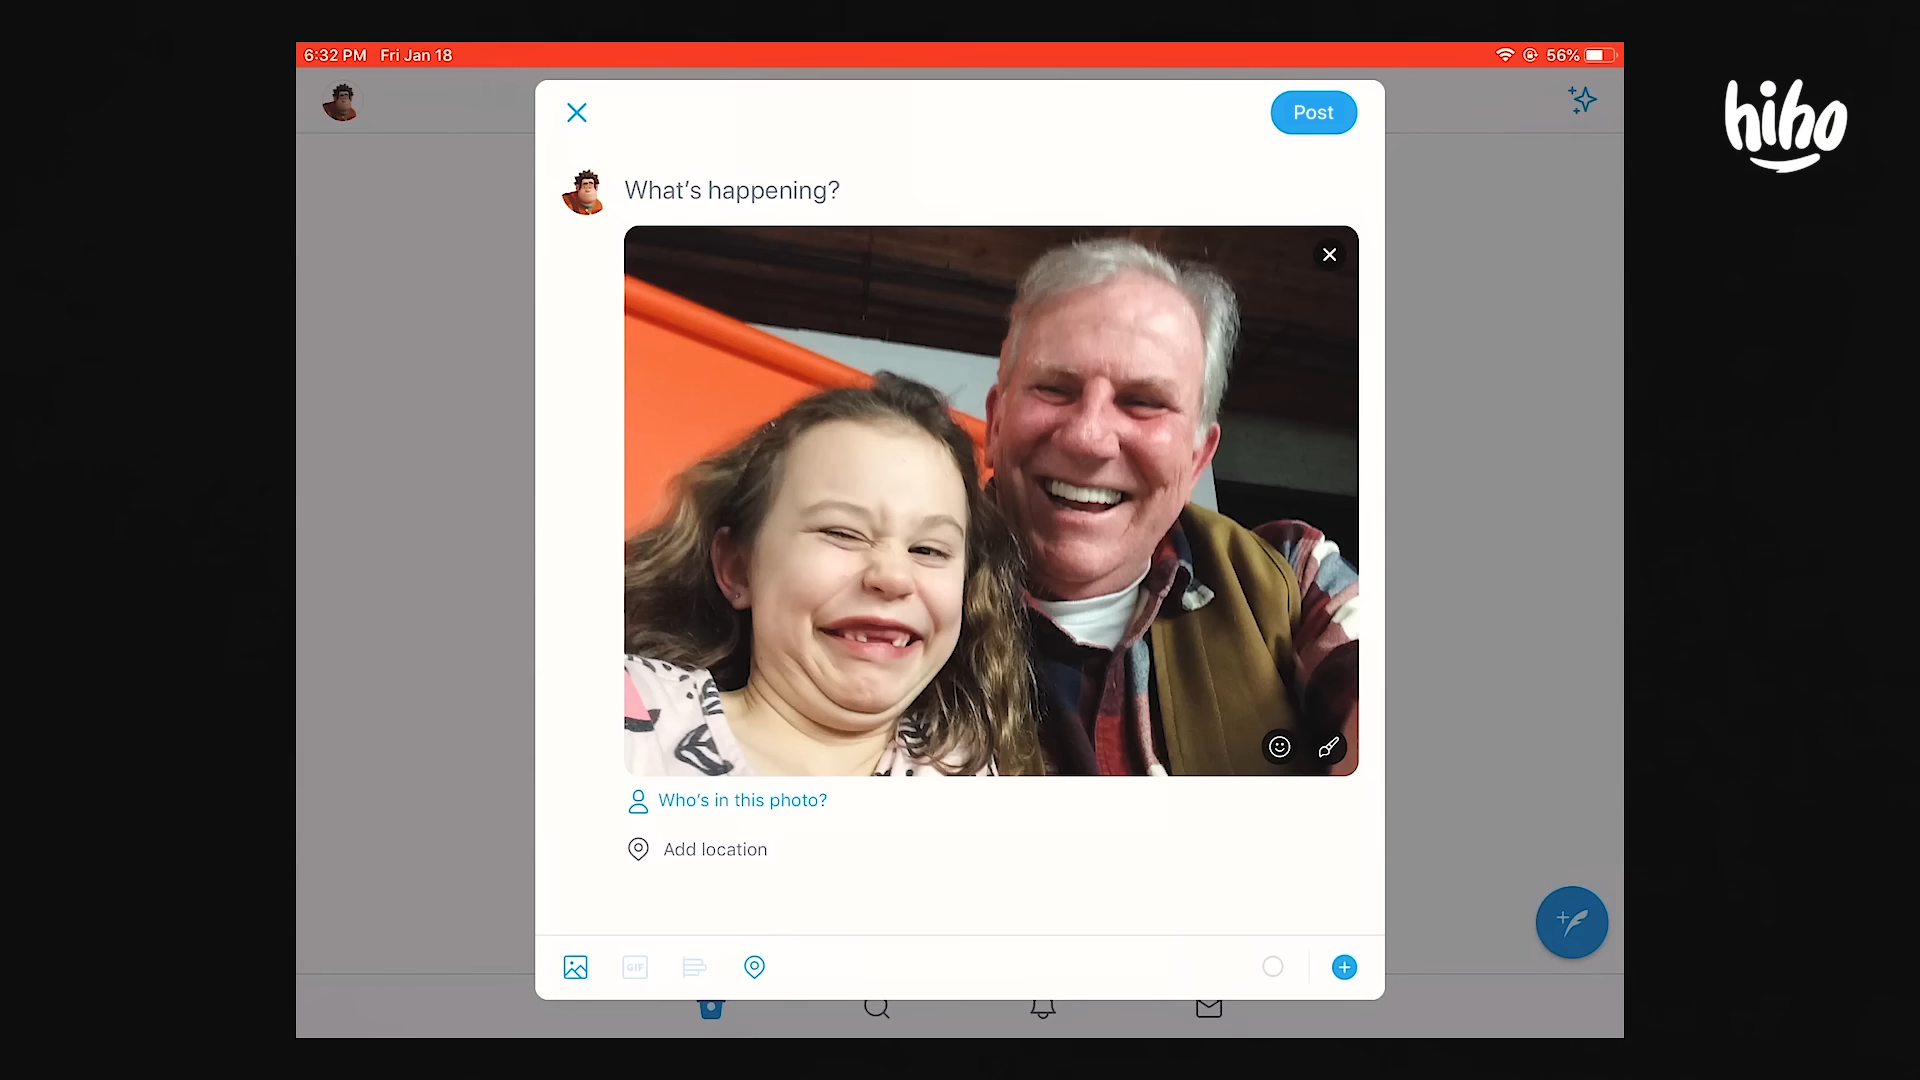 6:32 PM Fri Jan 18
56%
hiho
Post
What's happening?
Who's in this photo?
Add location
GIF